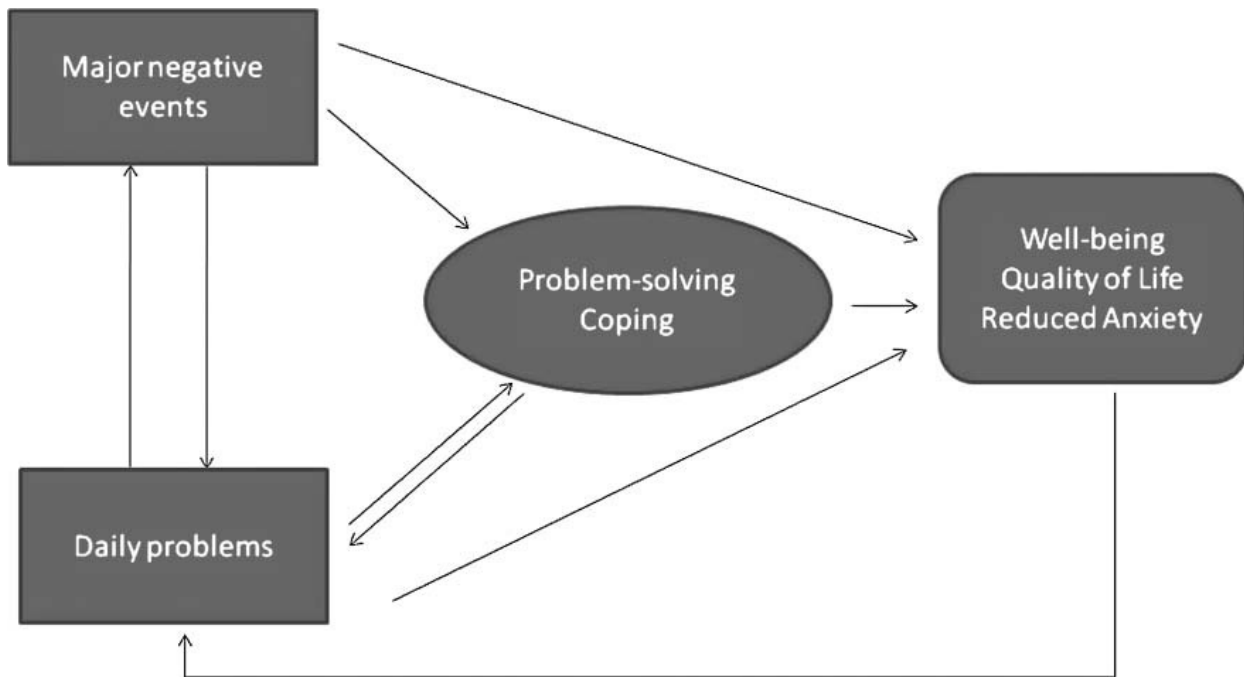 Major negative
events
Problem-solving
Coping
Well-being
Quality of Life
Reduced Anxiety
Daily problems